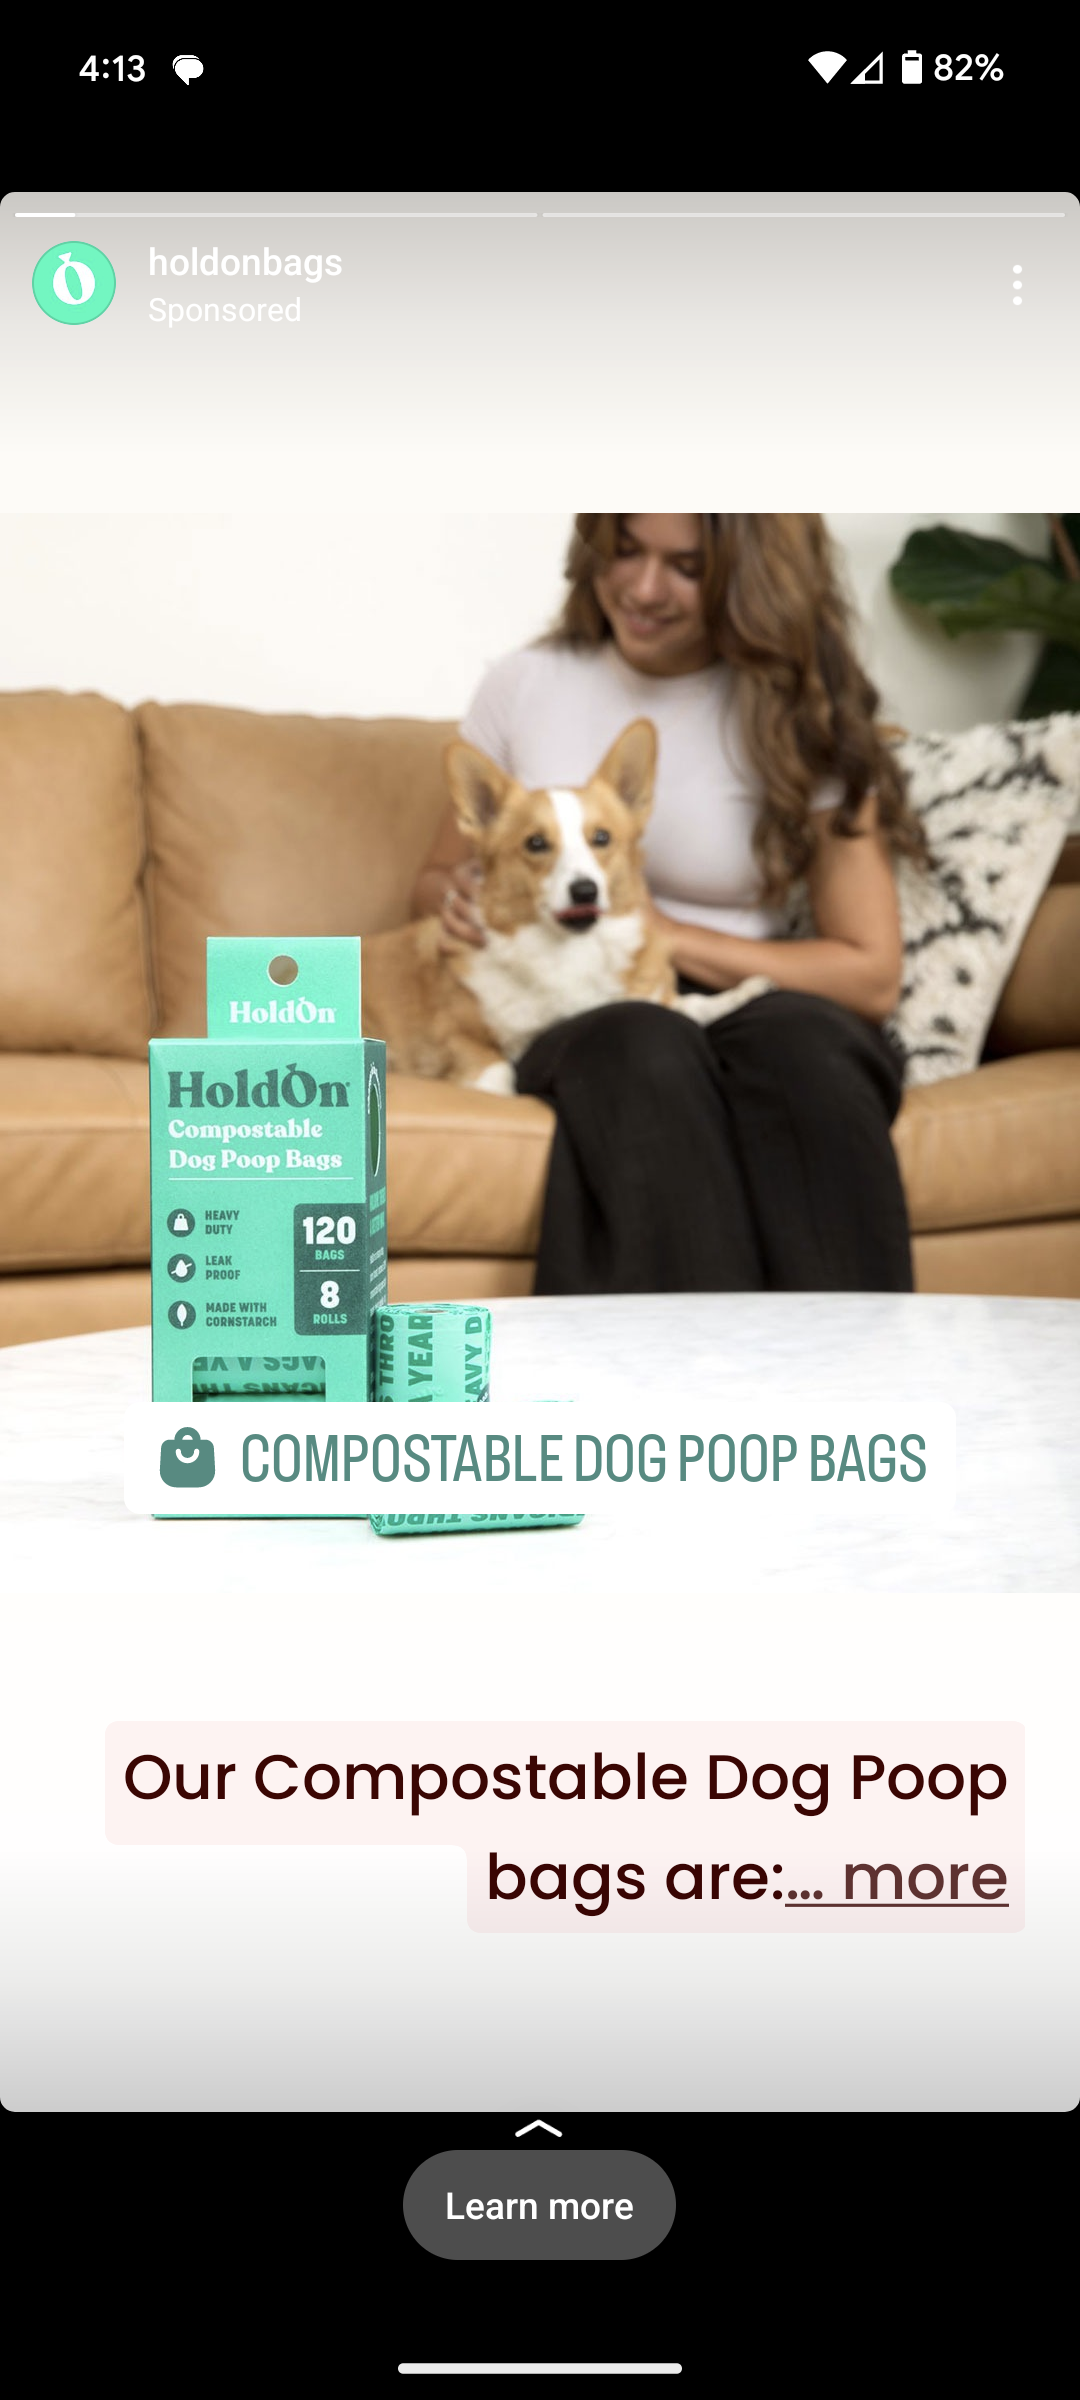 4:13
82%
holdonbags
Sponsored
HoldOn
HoldOn
Compostable
Dog Poop Bags
HEAVY
DUTY
LEAK
PROOF
MADE WITH
CORNSTARCH
120
BAGS
8
ROLLS
YEAR
COMPOSTABLE DOG POOP BAGS
Our Compostable Dog Poop
bags are:... more
Learn more